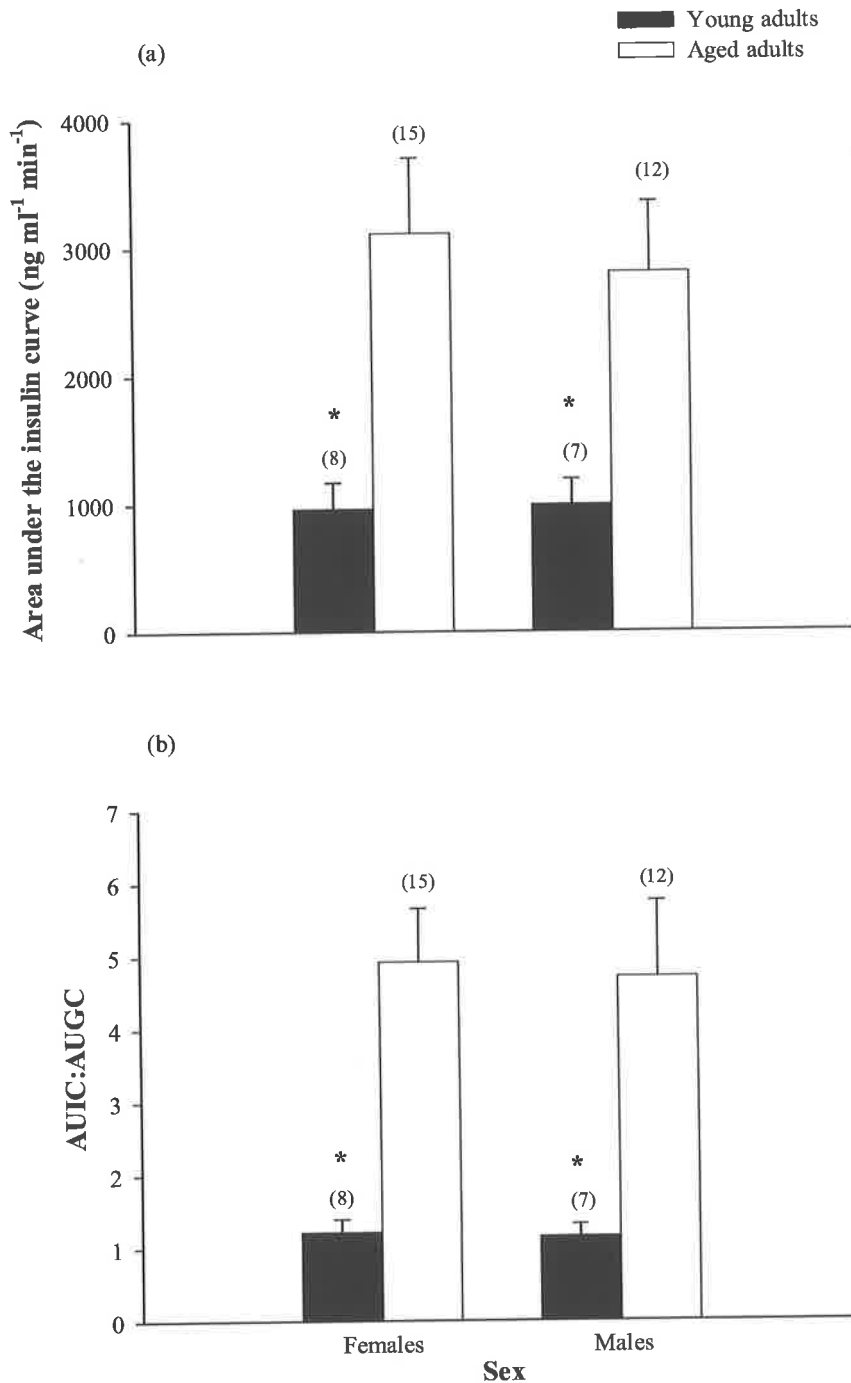 Young adults
Aged adults
(a)
Area under the insulin curve (ng ml⁻¹ min⁻¹)
4000
3000
2000
1000
0
(15)
(12)
*
*
(8)
(7)
(b)
AUIC:AUGC
7
6
5
4
3
2
1
0
(15)
(12)
*
*
(8)
(7)
Females
Males
Sex